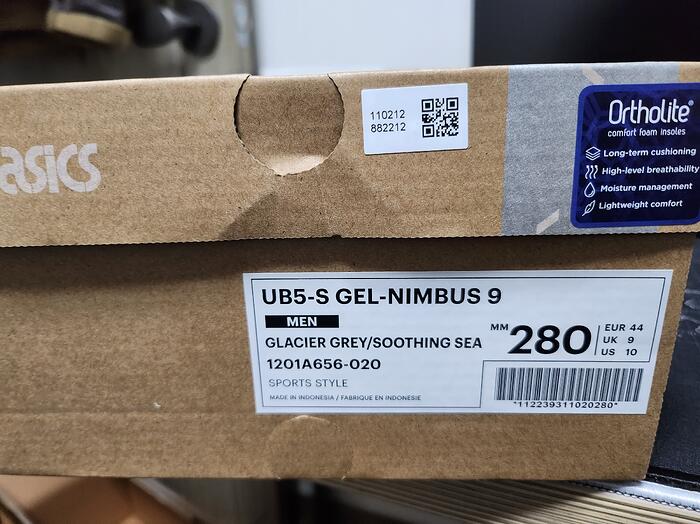 asics
110212
882212
Ortholite®
comfort foam insoles
Long-term cushioning
High-level breathability
Moisture management
Lightweight comfort
UB5-S GEL-NIMBUS 9
MEN
GLACIER GREY/SOOTHING SEA
1201A656-020
SPORTS STYLE
MADE IN INDONESIA / FABRIQUE EN INDONESIE
MM 280
EUR 44
UK 9
US 10
*112239311020280*